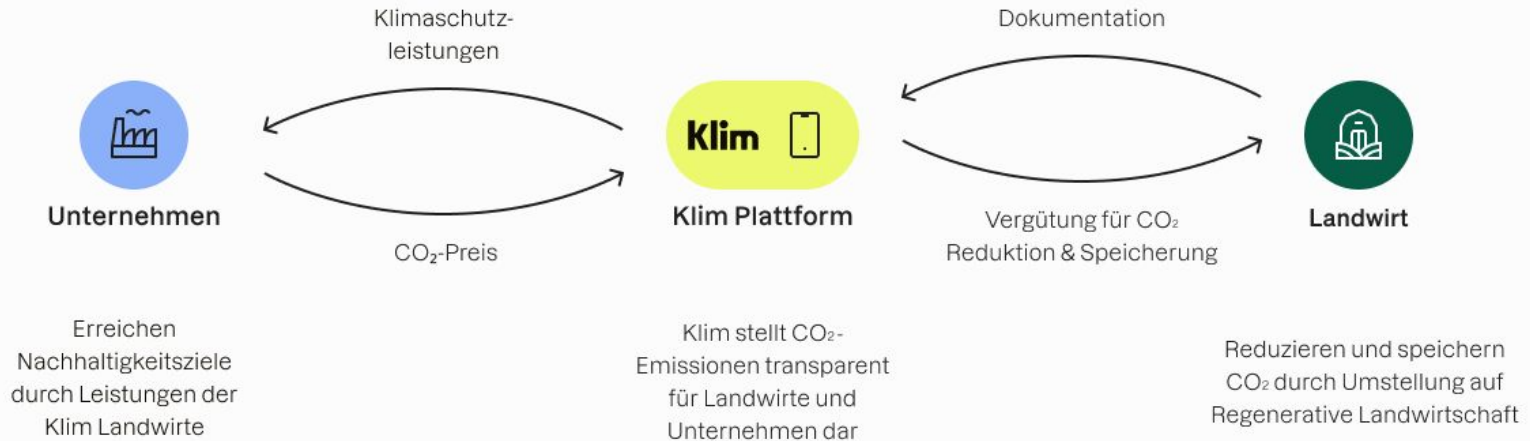 Klimaschutz-
leistungen
Dokumentation
Klim
Unternehmen
Klim Plattform
Landwirt
CO₂-Preis
Vergütung für CO₂
Reduktion & Speicherung
Erreichen
Nachhaltigkeitsziele
durch Leistungen der
Klim Landwirte
Klim stellt CO₂-
Emissionen transparent
für Landwirte und
Unternehmen dar
Reduzieren und speichern
CO₂ durch Umstellung auf
Regenerative Landwirtschaft